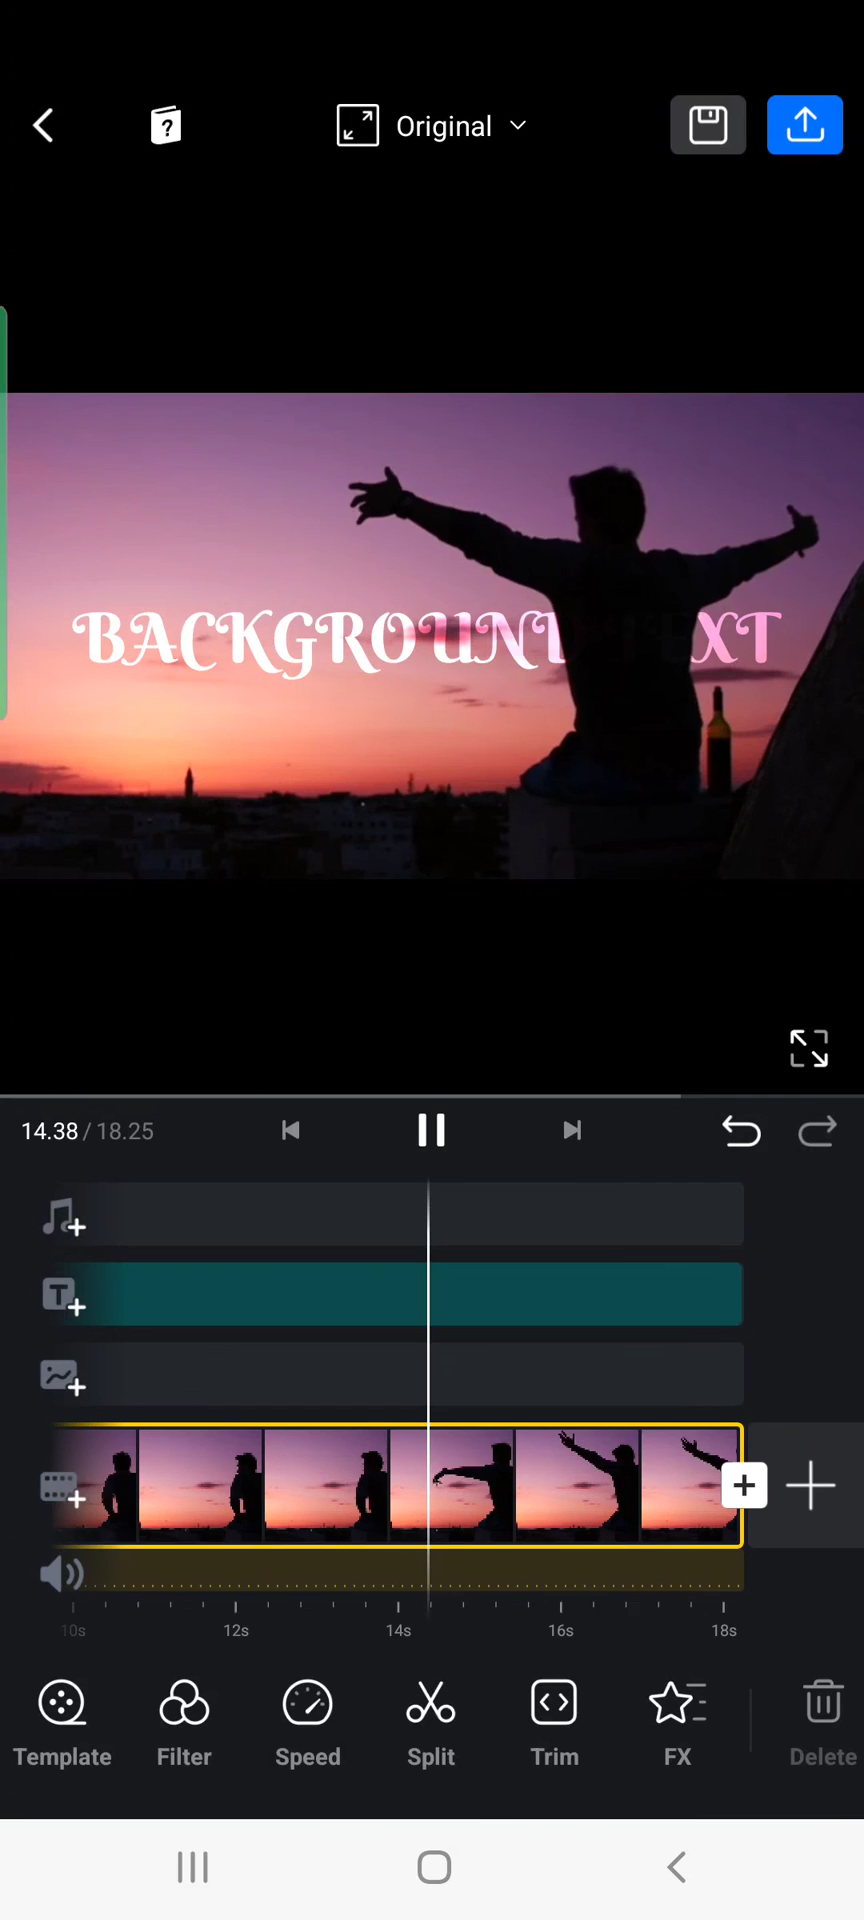 Original
BACKGROUND TEXT
14.38 / 18.25
10s 12s 14s 16s 18s
Template Filter Speed Split Trim FX Delete